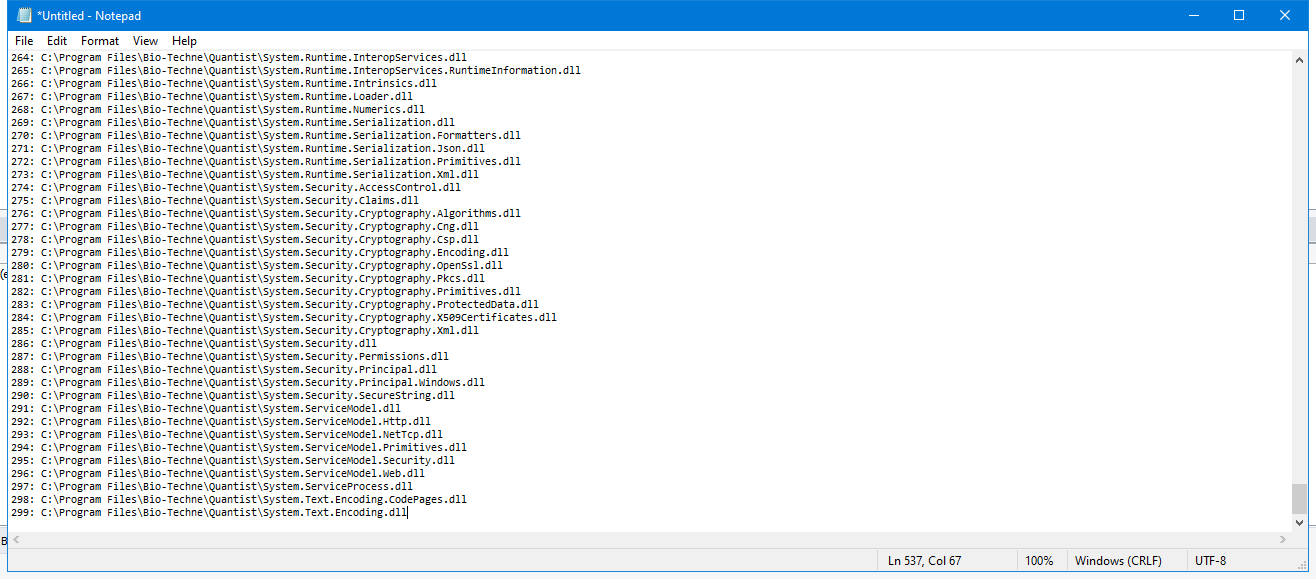 *Untitled - Notepad
File Edit Format View Help
264: C:\Program Files\Bio-Techne\Quantist\System.Runtime.InteropServices.dll
265: C:\Program Files\Bio-Techne\Quantist\System.Runtime.InteropServices.RuntimeInformation.dll
266: C:\Program Files\Bio-Techne\Quantist\System.Runtime.Intrinsics.dll
267: C:\Program Files\Bio-Techne\Quantist\System.Runtime.Loader.dll
268: C:\Program Files\Bio-Techne\Quantist\System.Runtime.Numerics.dll
269: C:\Program Files\Bio-Techne\Quantist\System.Runtime.Serialization.dll
270: C:\Program Files\Bio-Techne\Quantist\System.Runtime.Serialization.Formatters.dll
271: C:\Program Files\Bio-Techne\Quantist\System.Runtime.Serialization.Json.dll
272: C:\Program Files\Bio-Techne\Quantist\System.Runtime.Serialization.Primitives.dll
273: C:\Program Files\Bio-Techne\Quantist\System.Runtime.Serialization.Xml.dll
274: C:\Program Files\Bio-Techne\Quantist\System.Security.AccessControl.dll
275: C:\Program Files\Bio-Techne\Quantist\System.Security.Claims.dll
276: C:\Program Files\Bio-Techne\Quantist\System.Security.Cryptography.Algorithms.dll
277: C:\Program Files\Bio-Techne\Quantist\System.Security.Cryptography.Cng.dll
278: C:\Program Files\Bio-Techne\Quantist\System.Security.Cryptography.Csp.dll
279: C:\Program Files\Bio-Techne\Quantist\System.Security.Cryptography.Encoding.dll
280: C:\Program Files\Bio-Techne\Quantist\System.Security.Cryptography.OpenSsl.dll
281: C:\Program Files\Bio-Techne\Quantist\System.Security.Cryptography.Pkcs.dll
282: C:\Program Files\Bio-Techne\Quantist\System.Security.Cryptography.Primitives.dll
283: C:\Program Files\Bio-Techne\Quantist\System.Security.Cryptography.ProtectedData.dll
284: C:\Program Files\Bio-Techne\Quantist\System.Security.Cryptography.X509Certificates.dll
285: C:\Program Files\Bio-Techne\Quantist\System.Security.Cryptography.Xml.dll
286: C:\Program Files\Bio-Techne\Quantist\System.Security.dll
287: C:\Program Files\Bio-Techne\Quantist\System.Security.Permissions.dll
288: C:\Program Files\Bio-Techne\Quantist\System.Security.Principal.dll
289: C:\Program Files\Bio-Techne\Quantist\System.Security.Principal.Windows.dll
290: C:\Program Files\Bio-Techne\Quantist\System.Security.SecureString.dll
291: C:\Program Files\Bio-Techne\Quantist\System.ServiceModel.dll
292: C:\Program Files\Bio-Techne\Quantist\System.ServiceModel.Http.dll
293: C:\Program Files\Bio-Techne\Quantist\System.ServiceModel.NetTcp.dll
294: C:\Program Files\Bio-Techne\Quantist\System.ServiceModel.Primitives.dll
295: C:\Program Files\Bio-Techne\Quantist\System.ServiceModel.Security.dll
296: C:\Program Files\Bio-Techne\Quantist\System.ServiceModel.Web.dll
297: C:\Program Files\Bio-Techne\Quantist\System.ServiceProcess.dll
298: C:\Program Files\Bio-Techne\Quantist\System.Text.Encoding.CodePages.dll
299: C:\Program Files\Bio-Techne\Quantist\System.Text.Encoding.dll
Ln 537, Col 67 100% Windows (CRLF) UTF-8